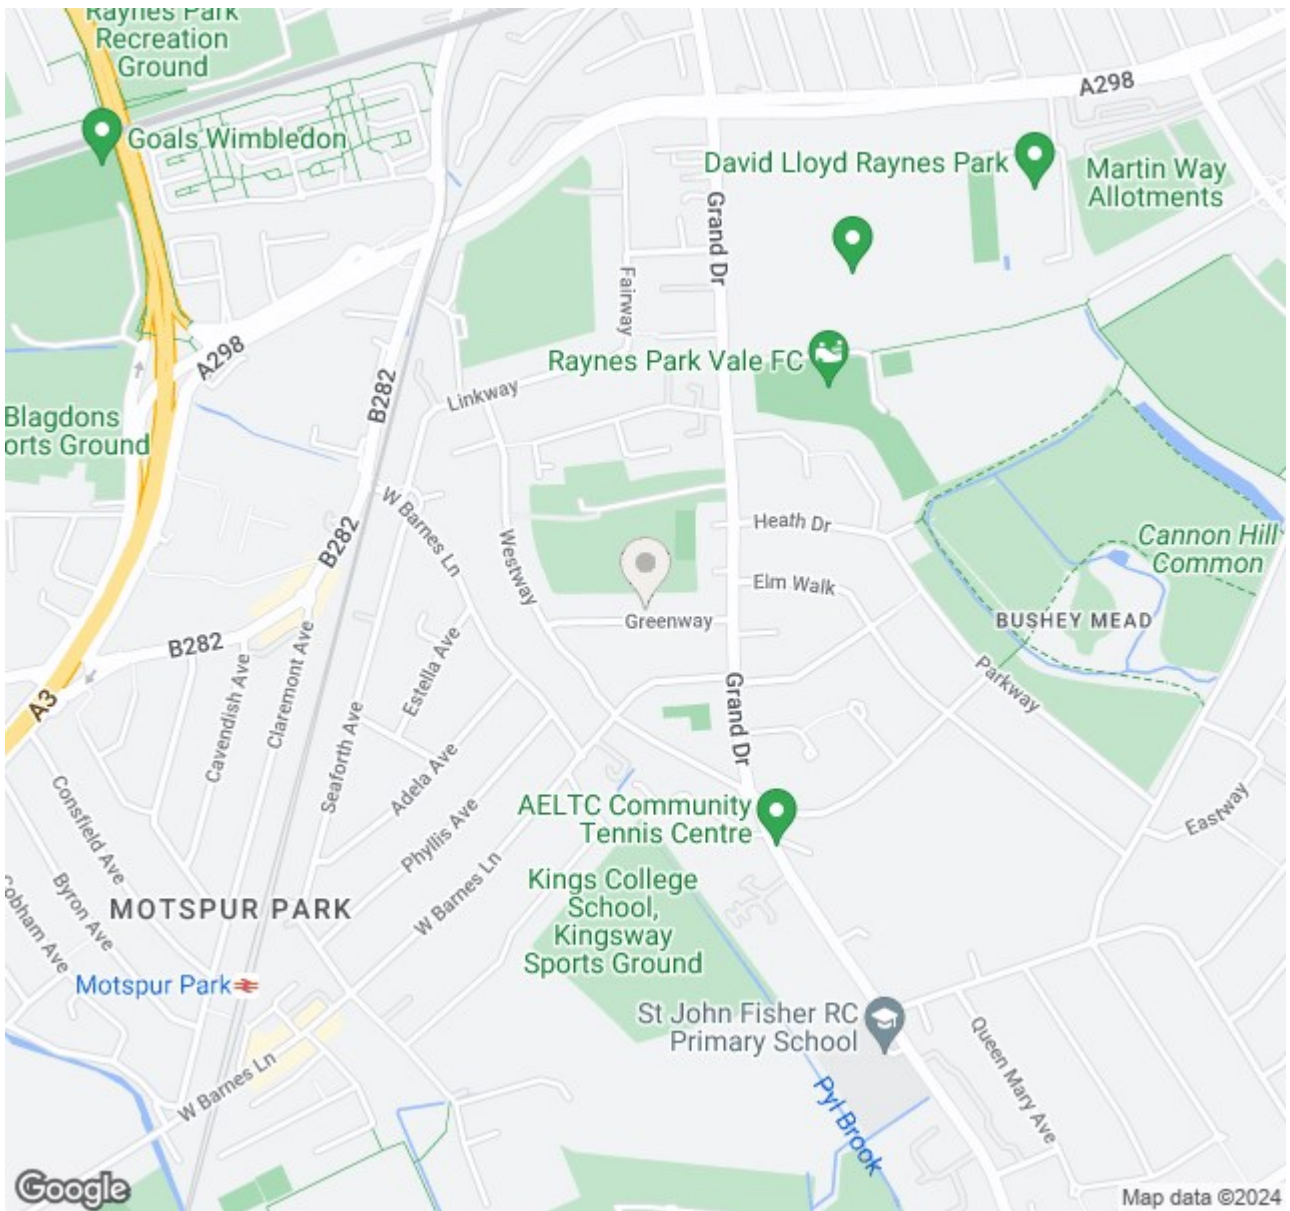 Raynes Park
Recreation
Ground
A298
Goals Wimbledon
David Lloyd Raynes Park
Martin Way
Allotments
Grand Dr
Fairway
A298
Raynes Park Vale FC
B282
Linkway
Blagdons
orts Ground
W Barnes Ln
Heath Dr
B282
Westway
Cannon Hill
Common
Elm Walk
Greenway
BUSHEY MEAD
B282
Claremont Ave
Estella Ave
Cavendish Ave
Parkway
A3
Grand Dr
Seaforth Ave
Adela Ave
Consfield Ave
Phyllis Ave
AELTC Community
Tennis Centre
Eastway
W Barnes Ln
Kings College
School,
Kingsway
Sports Ground
Byron Ave
Cobham Ave
MOTSPUR PARK
Motspur Park
St John Fisher RC
Primary School
Queen Mary Ave
W Barnes Ln
Pyl Brook
Google
Map data ©2024